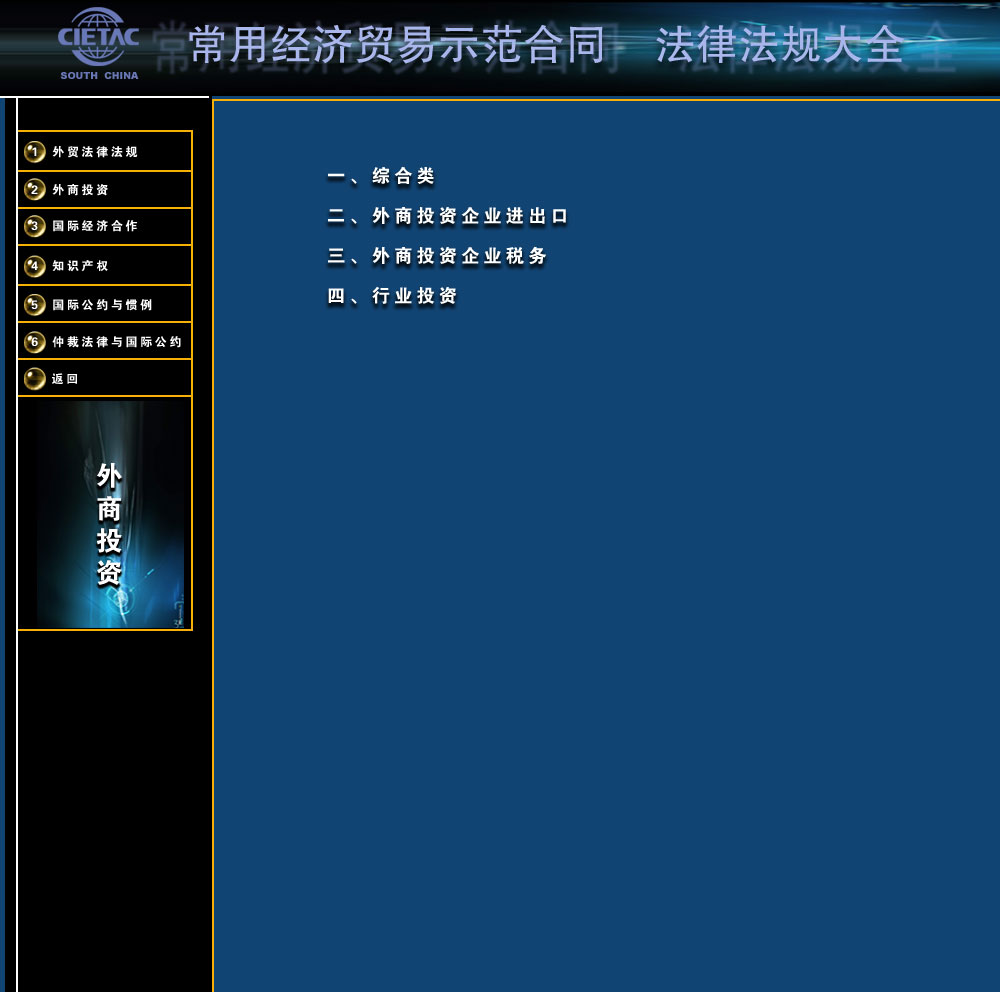 CIETAC
SOUTH CHINA
常用经济贸易示范合同 法律法规大全
1 外贸法律法规
2 外商投资
3 国际经济合作
4 知识产权
5 国际公约与惯例
6 仲裁法律与国际公约
返回
外商投资
一、综合类
二、外商投资企业进出口
三、外商投资企业税务
四、行业投资